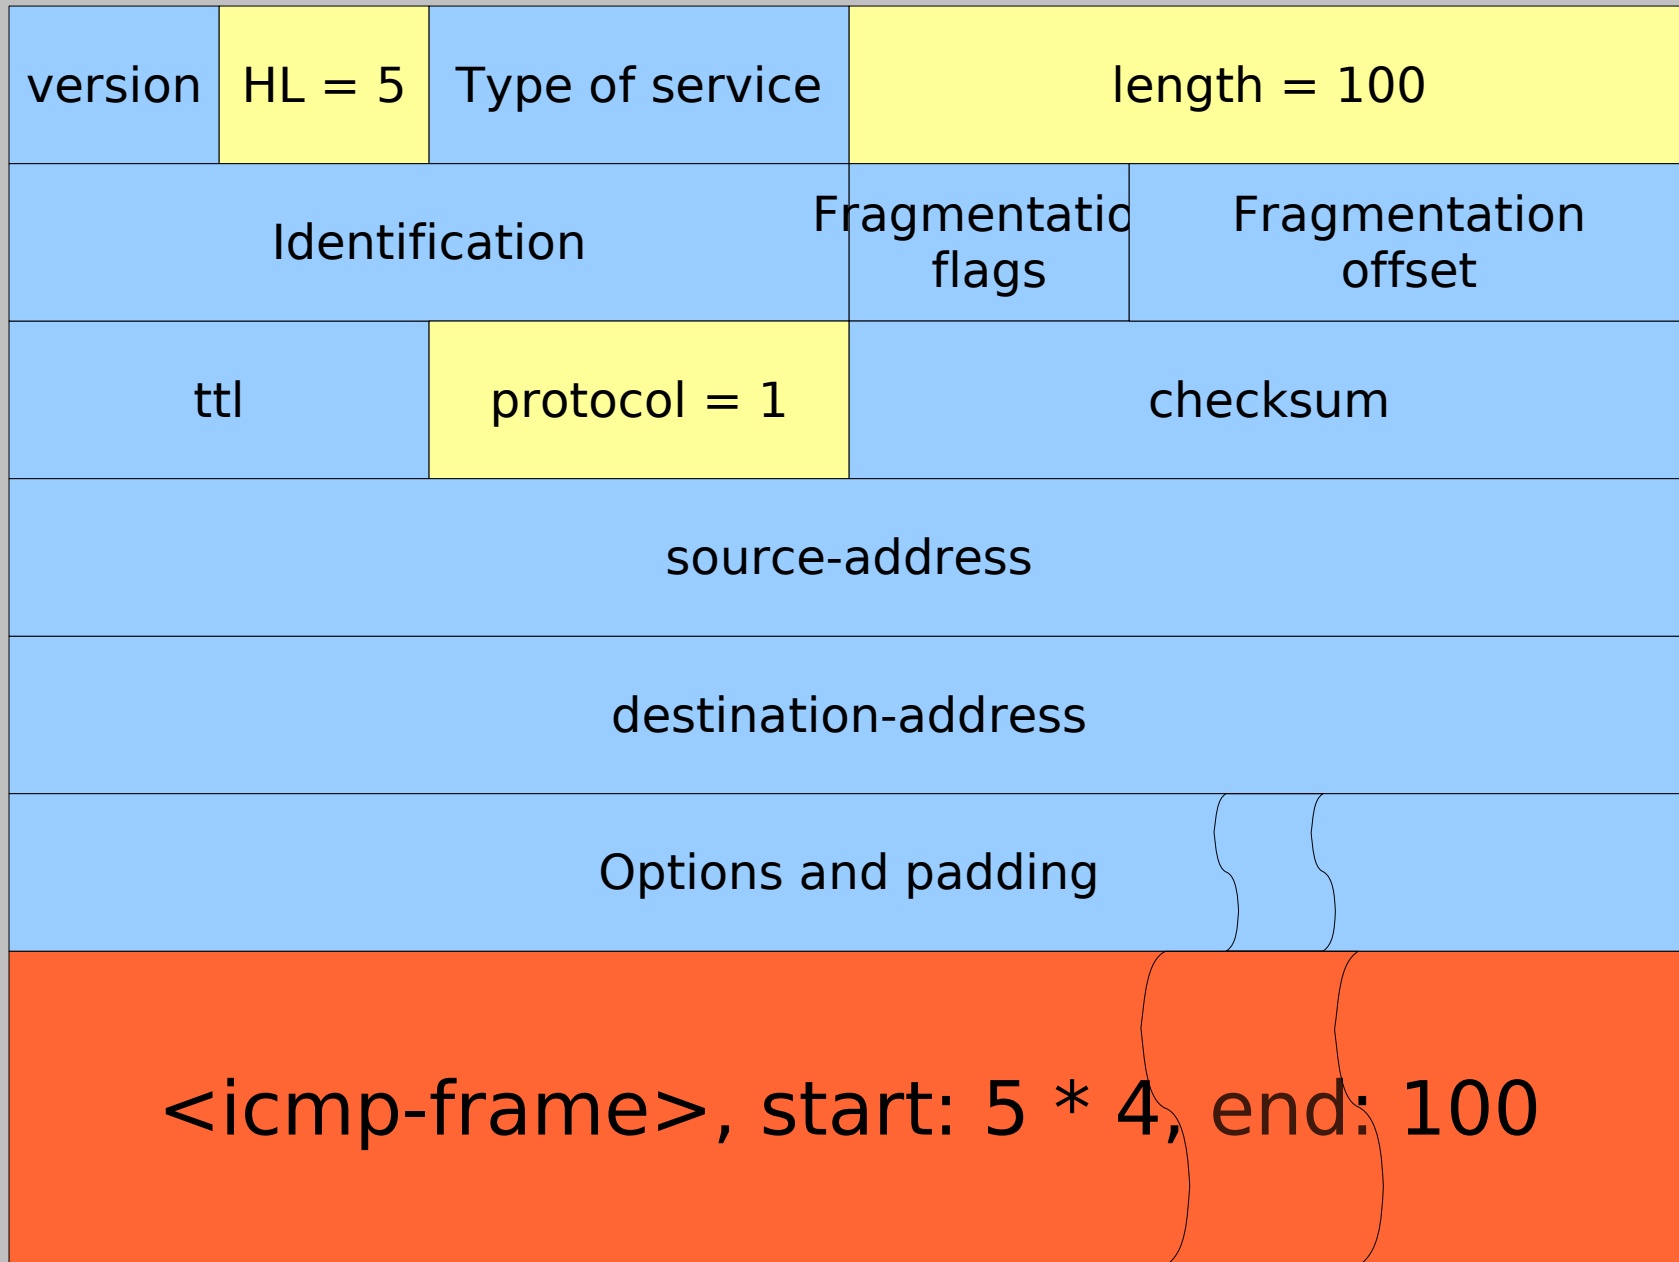 version HL = 5 Type of service length = 100
Identification
Fragmentatio
flags
Fragmentation
offset
ttl protocol = 1 checksum
source-address
destination-address
Options and padding
<icmp-frame>, start: 5 * 4, end: 100